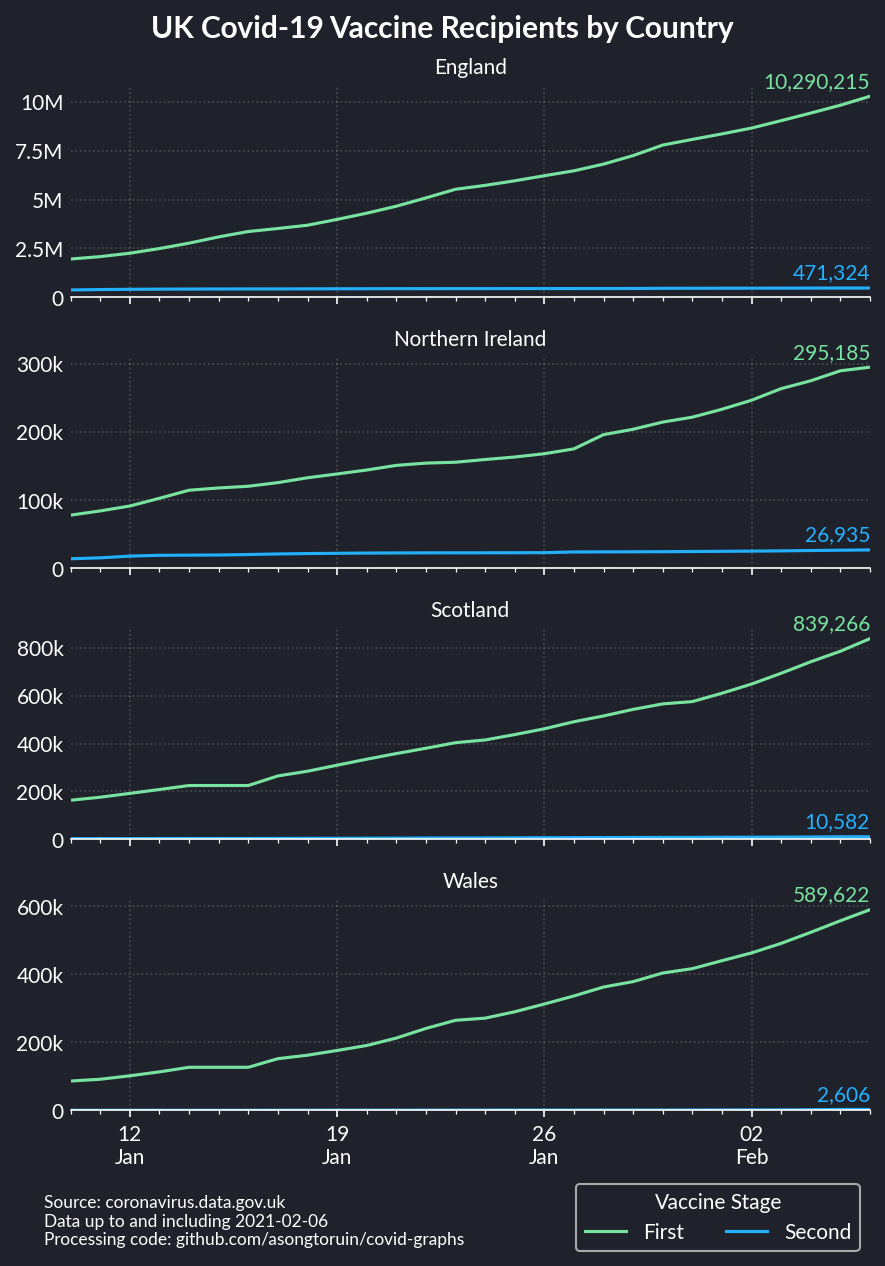 UK Covid-19 Vaccine Recipients by Country
England
10,290,215
10M
7.5M
5M
2.5M
471,324
0
Northern Ireland
295,185
300k
200k
100k
26,935
0
Scotland
839,266
800k
600k
400k
200k
10,582
0
Wales
589,622
600k
400k
200k
2,606
0
12 19 26 02
Jan Jan Jan Feb
Source: coronavirus.data.gov.uk
Data up to and including 2021-02-06
Processing code: github.com/asongtoruin/covid-graphs
Vaccine Stage
First Second